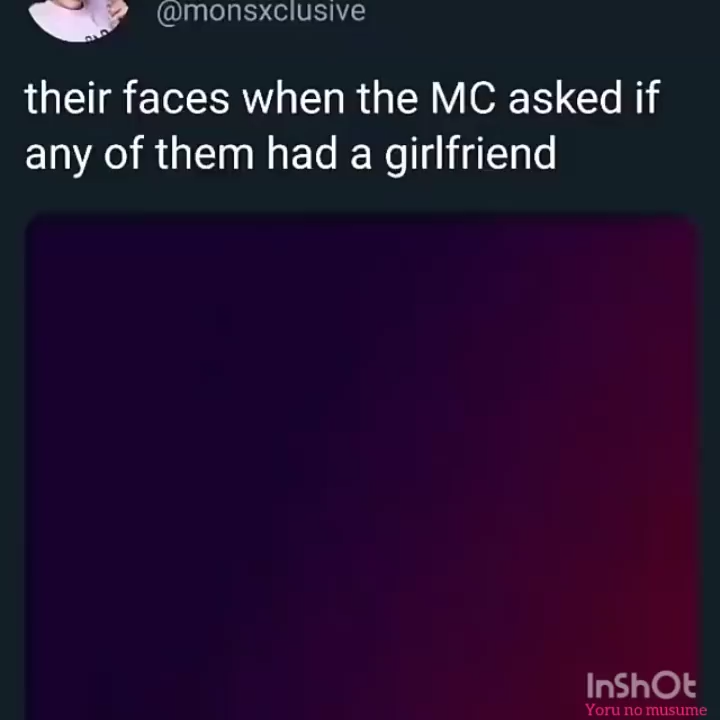 @monsxclusive
their faces when the MC asked if
any of them had a girlfriend
InShOt
Yoru no musume